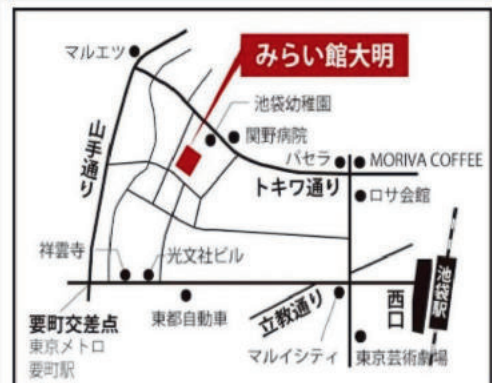 マルエツ
みらい館大明
池袋幼稚園
関野病院
山手通り
パセラ
MORIVA COFFEE
トキワ通り
ロサ会館
祥雲寺
光文社ビル
池袋駅
西口
要町交差点
東京メトロ
要町駅
東都自動車
立教通り
マルイシティ
東京芸術劇場